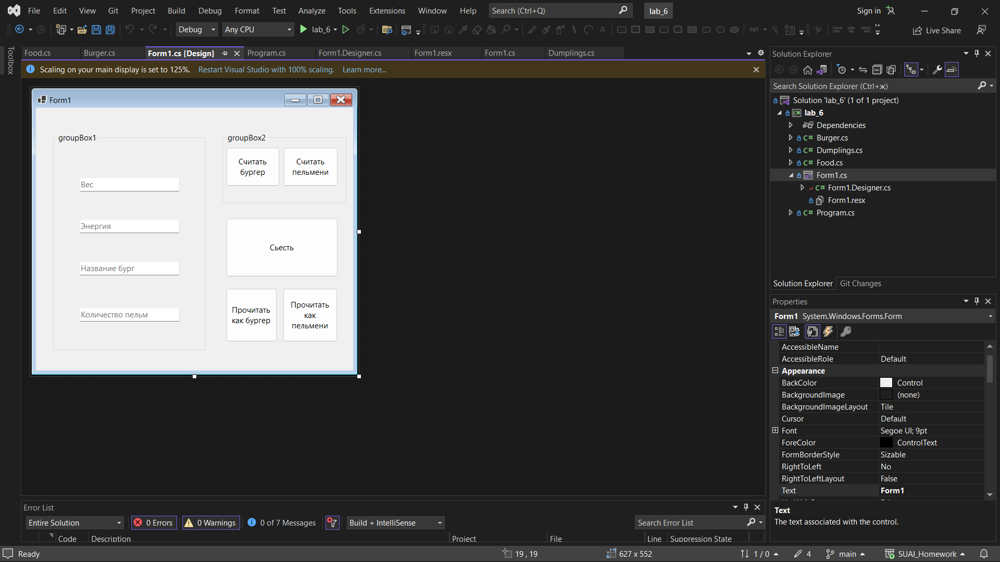 File Edit View Git Project Build Debug Format Test Analyze Tools Extensions Window Help Search (Ctrl+Q) lab_6 Sign in
Debug Any CPU lab_6 opt Live Share
Toolbox
Food.cs Burger.cs Form1.cs [Design] Program.cs Form1.Designer.cs Form1.resx Form1.cs Dumplings.cs
Scaling on your main display is set to 125%. Restart Visual Studio with 100% scaling. Learn more...
Form1
groupBox1
Вес
Энергия
Название бург
Количество пельм
groupBox2
Считать бургер
Считать пельмени
Сьесть
Прочитать как бургер
Прочитать как пельмени
Solution Explorer
Search Solution Explorer (Ctrl+ж)
Solution 'lab_6' (1 of 1 project)
lab_6
Dependencies
Burger.cs
Dumplings.cs
Food.cs
Form1.cs
Form1.Designer.cs
Form1.resx
Program.cs
Solution Explorer Git Changes
Properties
Form1 System.Windows.Forms.Form
AccessibleName
AccessibleRole Default
Appearance
BackColor Control
BackgroundImage (none)
BackgroundImageLayout Tile
Cursor Default
Font Segoe UI; 9pt
ForeColor ControlText
FormBorderStyle Sizable
RightToLeft No
RightToLeftLayout False
Text Form1
Text
The text associated with the control.
Error List
Entire Solution 0 Errors 0 Warnings 0 of 7 Messages Build + IntelliSense Search Error List
Code Description Project File Line Suppression State
Ready 19 , 19 627 x 552 1 / 0 4 main SUAI_Homework